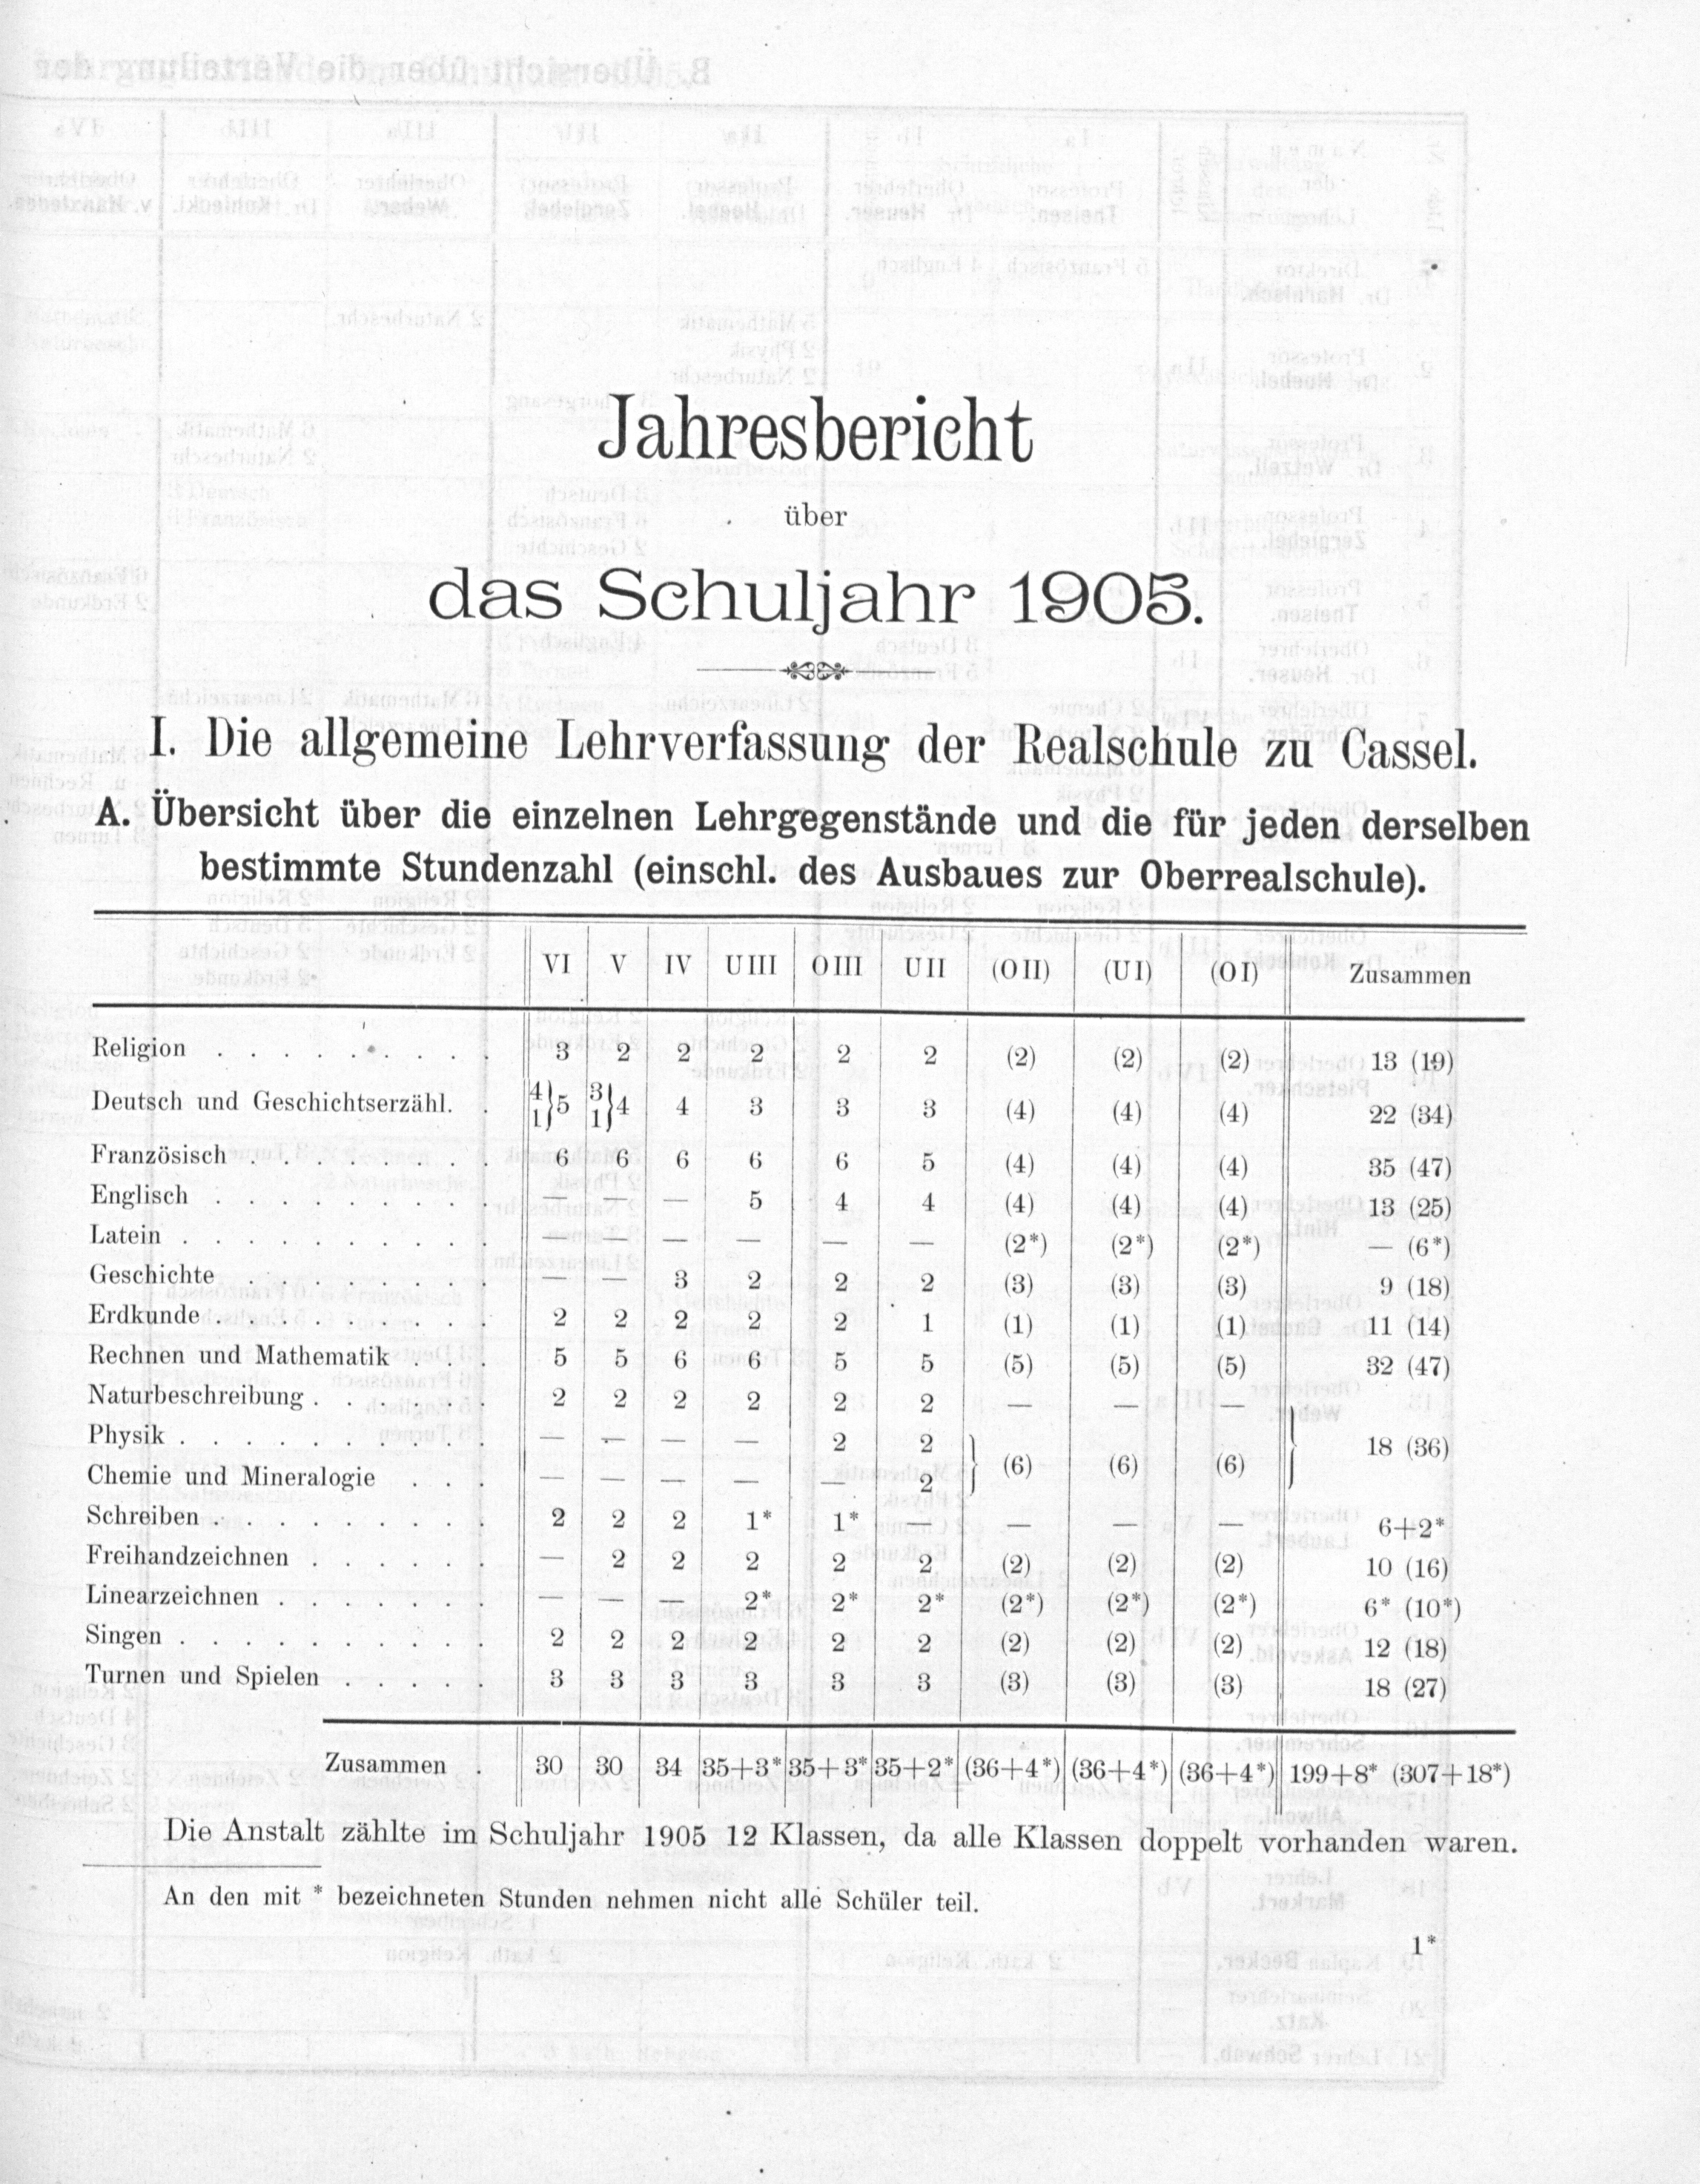 Jahresbericht
über
das Schuljahr 1905.
I. Die allgemeine Lehrverfassung der Realschule zu Cassel.
A. Übersicht über die einzelnen Lehrgegenstände und die für jeden derselben
bestimmte Stundenzahl (einschl. des Ausbaues zur Oberrealschule).
VI V IV UIII OIII UII (OII) (UI) (OI) Zusammen
Religion . . . . . . . . . 3 2 2 2 2 2 (2) (2) (2) 13 (19)
Deutsch und Geschichtserzähl. . 4 1 } 5 3 1 } 4 4 3 3 3 (4) (4) (4) 22 (34)
Französisch . . . . . . . . 6 6 6 6 6 5 (4) (4) (4) 35 (47)
Englisch . . . . . . . . . — — — 5 4 4 (4) (4) (4) 13 (25)
Latein . . . . . . . . . . — — — — — — (2*) (2*) (2*) — (6*)
Geschichte . . . . . . . . — — 3 2 2 2 (3) (3) (3) 9 (18)
Erdkunde . . . . . . . . . 2 2 2 2 2 1 (1) (1) (1) 11 (14)
Rechnen und Mathematik . . . 5 5 6 6 5 5 (5) (5) (5) 32 (47)
Naturbeschreibung . . . . . . 2 2 2 2 2 2 — — —
Physik . . . . . . . . . . — — — — 2 2 } (6) (6) (6) } 18 (36)
Chemie und Mineralogie . . . — — — — — 2
Schreiben . . . . . . . . . 2 2 2 1* 1* — — — — 6+2*
Freihandzeichnen . . . . . . — 2 2 2 2 2 (2) (2) (2) 10 (16)
Linearzeichnen . . . . . . . — — — 2* 2* 2* (2*) (2*) (2*) 6* (10*)
Singen . . . . . . . . . . 2 2 2 2 2 2 (2) (2) (2) 12 (18)
Turnen und Spielen . . . . . 3 3 3 3 3 3 (3) (3) (3) 18 (27)
Zusammen . 30 30 34 35+3* 35+3* 35+2* (36+4*) (36+4*) (36+4*) 199+8* (307+18*)
Die Anstalt zählte im Schuljahr 1905 12 Klassen, da alle Klassen doppelt vorhanden waren.
An den mit * bezeichneten Stunden nehmen nicht alle Schüler teil.
1*